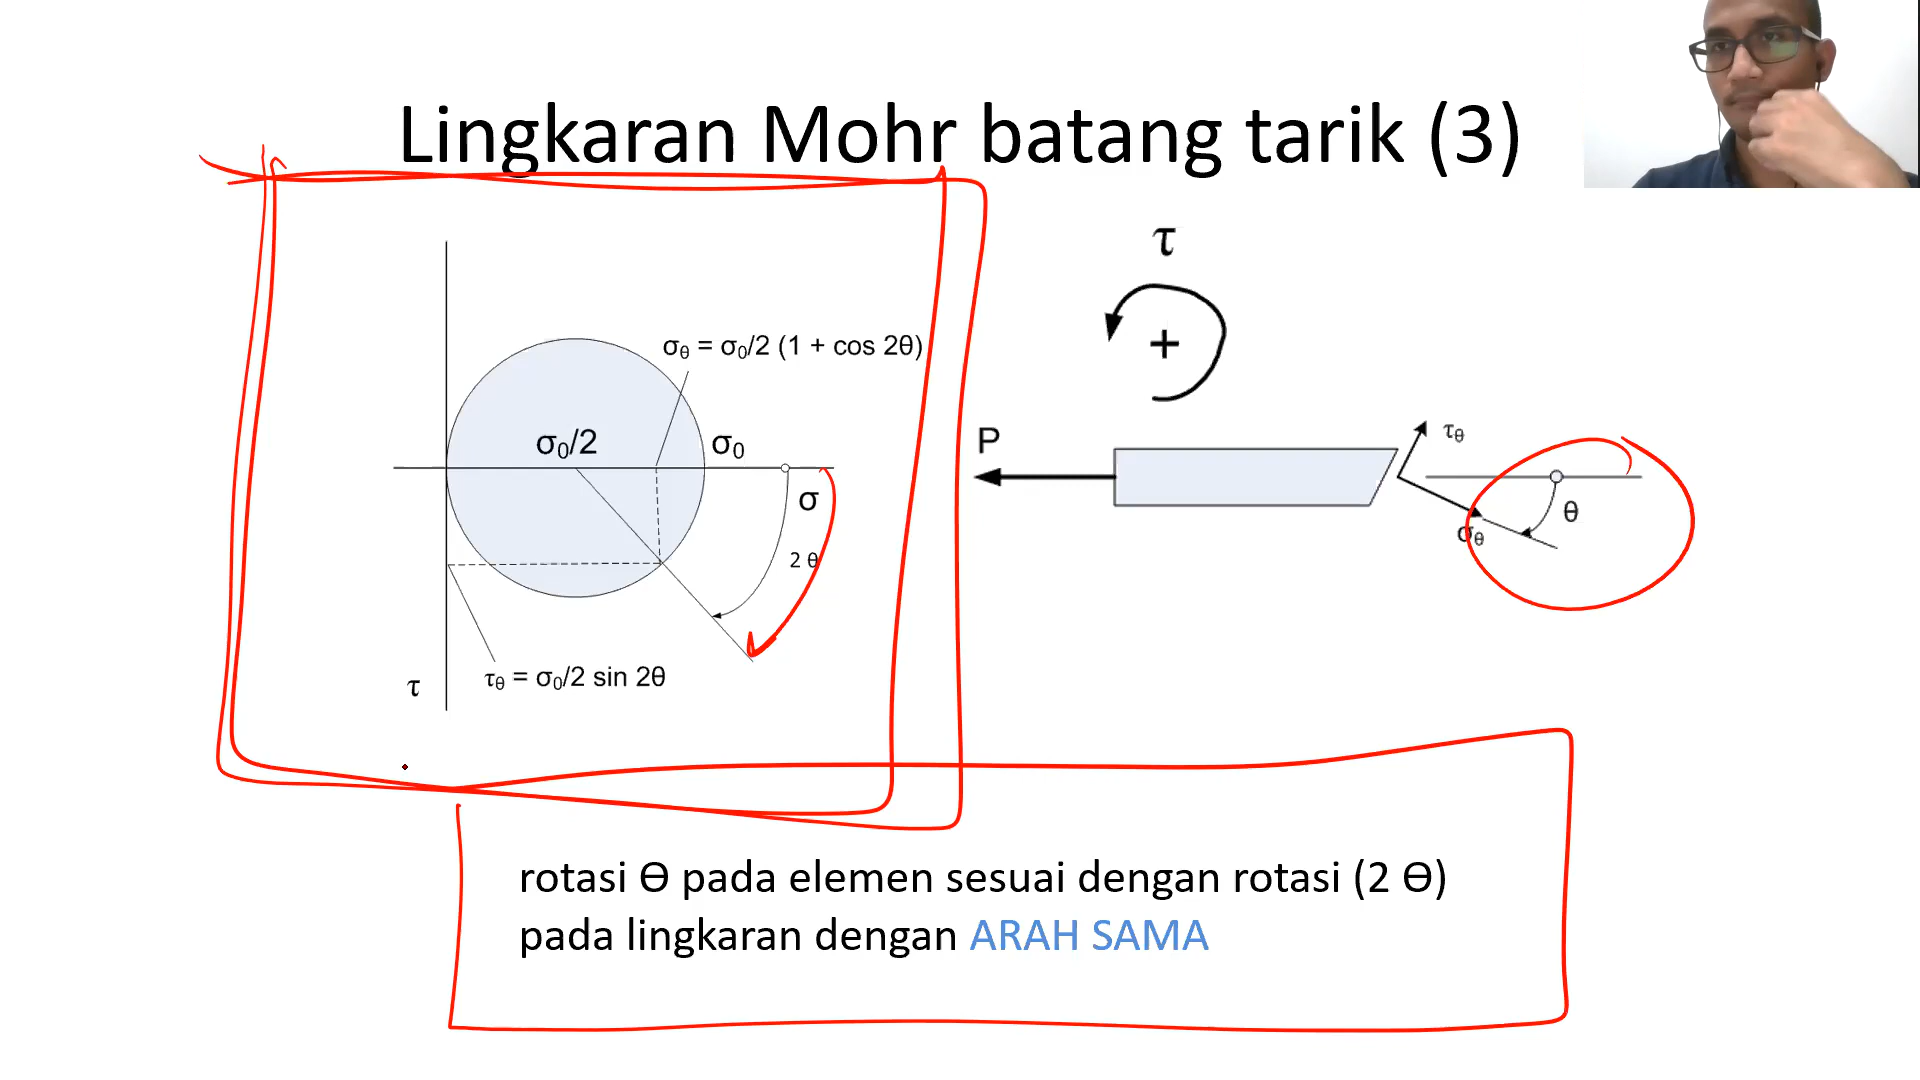 Lingkaran Mohr batang tarik (3)
τ
+
σθ = σ0/2 (1 + cos 2θ)
σ0/2
σ0
σ
2 θ
τθ = σ0/2 sin 2θ
τ
P
τθ
σθ
θ
rotasi Ө pada elemen sesuai dengan rotasi (2 Ө)
pada lingkaran dengan ARAH SAMA